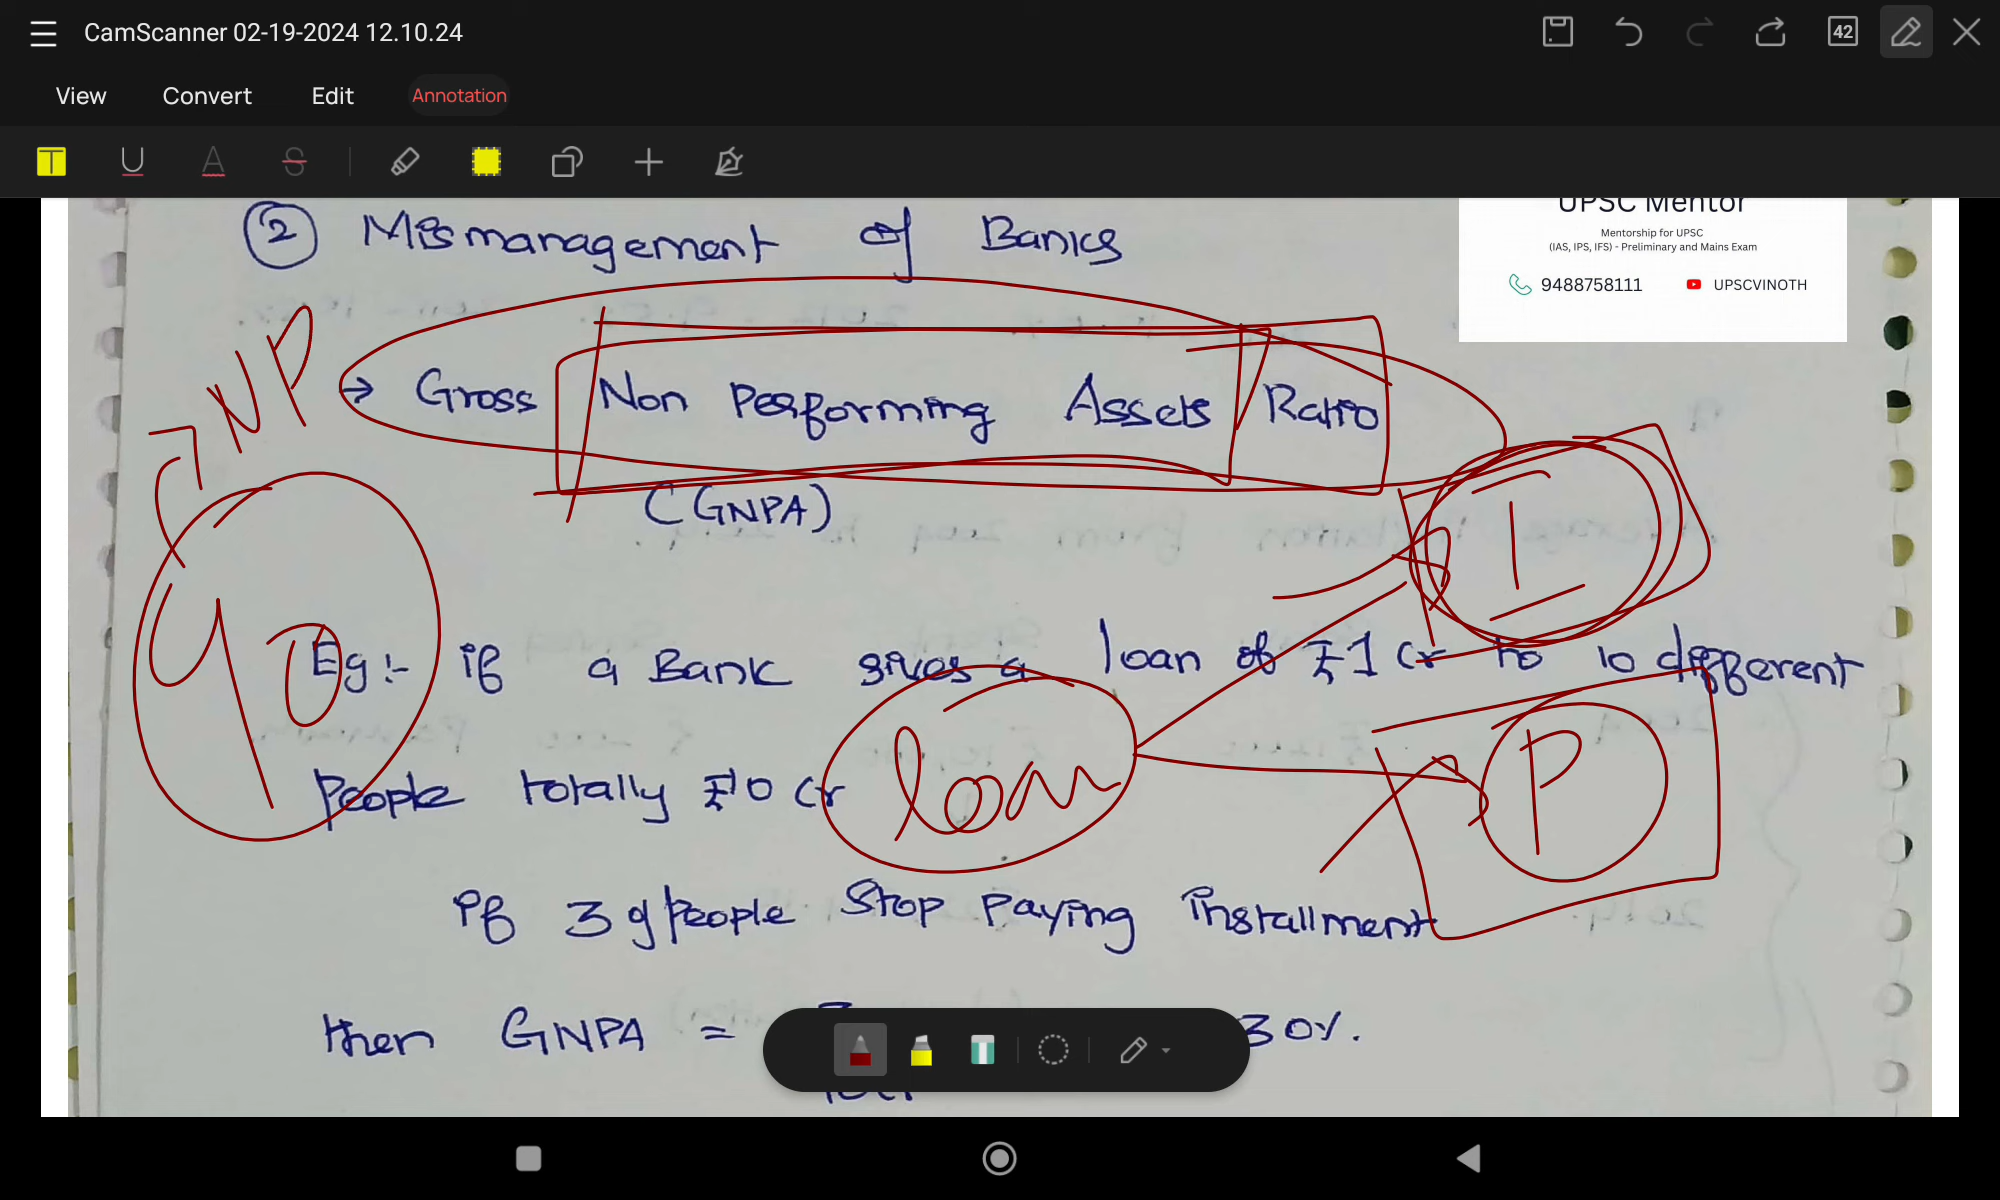 CamScanner 02-19-2024 12.10.24
42
View Convert Edit Annotation
UPSC Mentor
Mentorship for UPSC
(IAS, IPS, IFS) - Preliminary and Mains Exam
9488758111 UPSCVINOTH
② Mismanagement of Banks
→ Gross Non Performing Assets Ratio
(GNPA)
GNP
90
I
Eg:- if a Bank gives a loan of ₹1 Cr to 10 different
People totally ₹10 Cr
loan
P
if 3 of People Stop Paying installment
then GNPA = 30%.